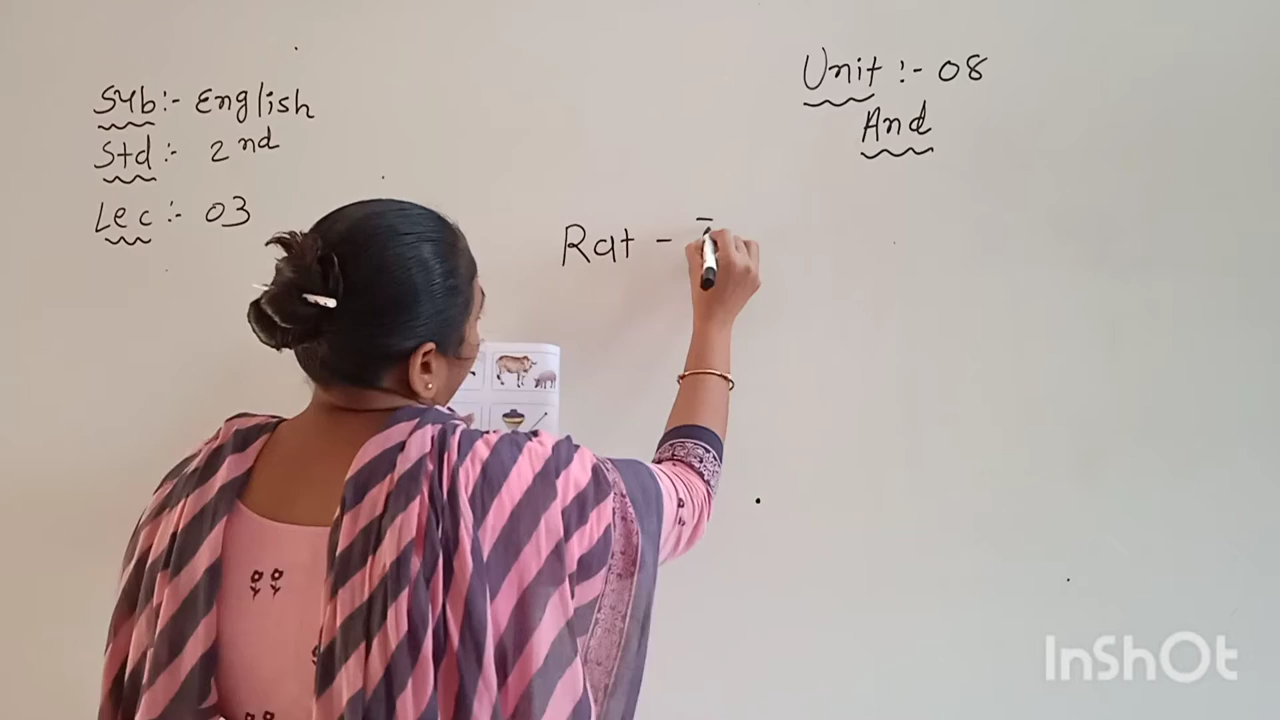 Sub:- English
Std:- 2nd
Lec:- 03
Unit:- 08
And
Rat -
InShOt